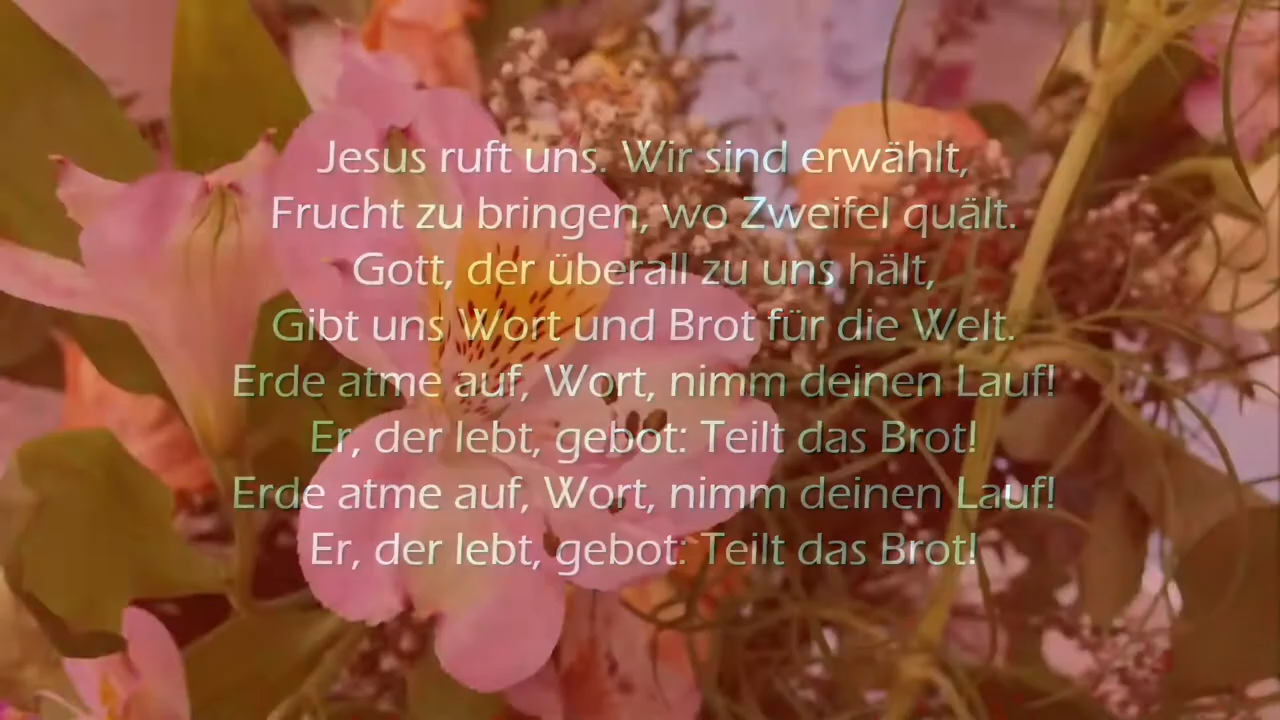 Jesus ruft uns. Wir sind erwählt,
Frucht zu bringen, wo Zweifel quält.
Gott, der überall zu uns hält,
Gibt uns Wort und Brot für die Welt.
Erde atme auf, Wort, nimm deinen Lauf!
Er, der lebt, gebot: Teilt das Brot!
Erde atme auf, Wort, nimm deinen Lauf!
Er, der lebt, gebot: Teilt das Brot!